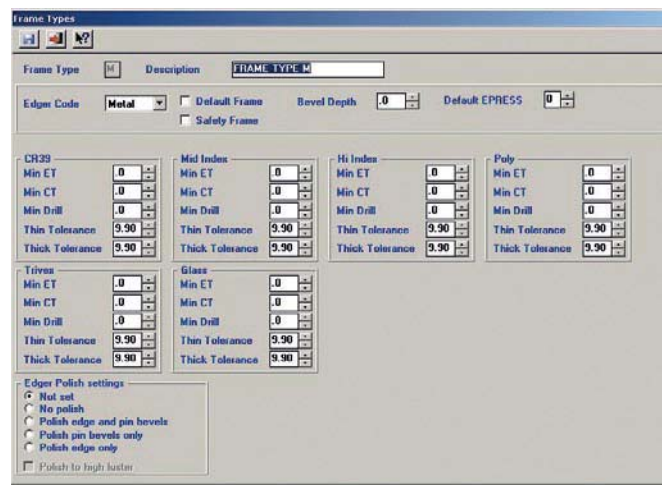 Frame Types
Frame Type M Description FRAME TYPE M
Edger Code Metal Default Frame Bevel Depth .0 Default EPRESS 0
Safety Frame
CR39 Mid Index Hi Index Poly
Min ET .0 Min ET .0 Min ET .0 Min ET .0
Min CT .0 Min CT .0 Min CT .0 Min CT .0
Min Drill .0 Min Drill .0 Min Drill .0 Min Drill .0
Thin Tolerance 9.90 Thin Tolerance 9.90 Thin Tolerance 9.90 Thin Tolerance 9.90
Thick Tolerance 9.90 Thick Tolerance 9.90 Thick Tolerance 9.90 Thick Tolerance 9.90
Trivex Glass
Min ET .0 Min ET .0
Min CT .0 Min CT .0
Min Drill .0 Min Drill .0
Thin Tolerance 9.90 Thin Tolerance 9.90
Thick Tolerance 9.90 Thick Tolerance 9.90
Edger Polish settings
Not set
No polish
Polish edge and pin bevels
Polish pin bevels only
Polish edge only
Polish to high luster